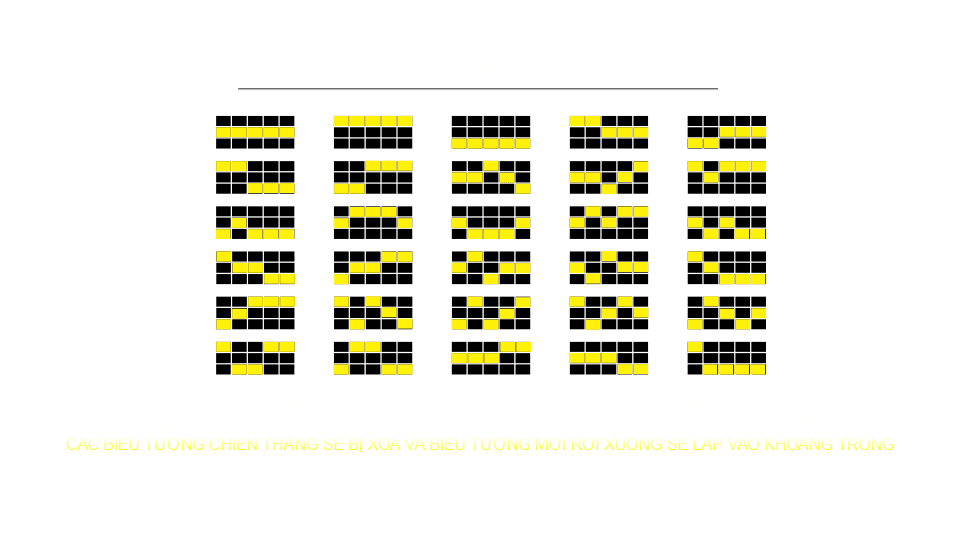 CÁC BIỂU TƯỢNG CHIẾN THẮNG SẼ BỊ XÓA VÀ BIỂU TƯỢNG MỚI RƠI XUỐNG SẼ LẤP VÀO KHOẢNG TRỐNG